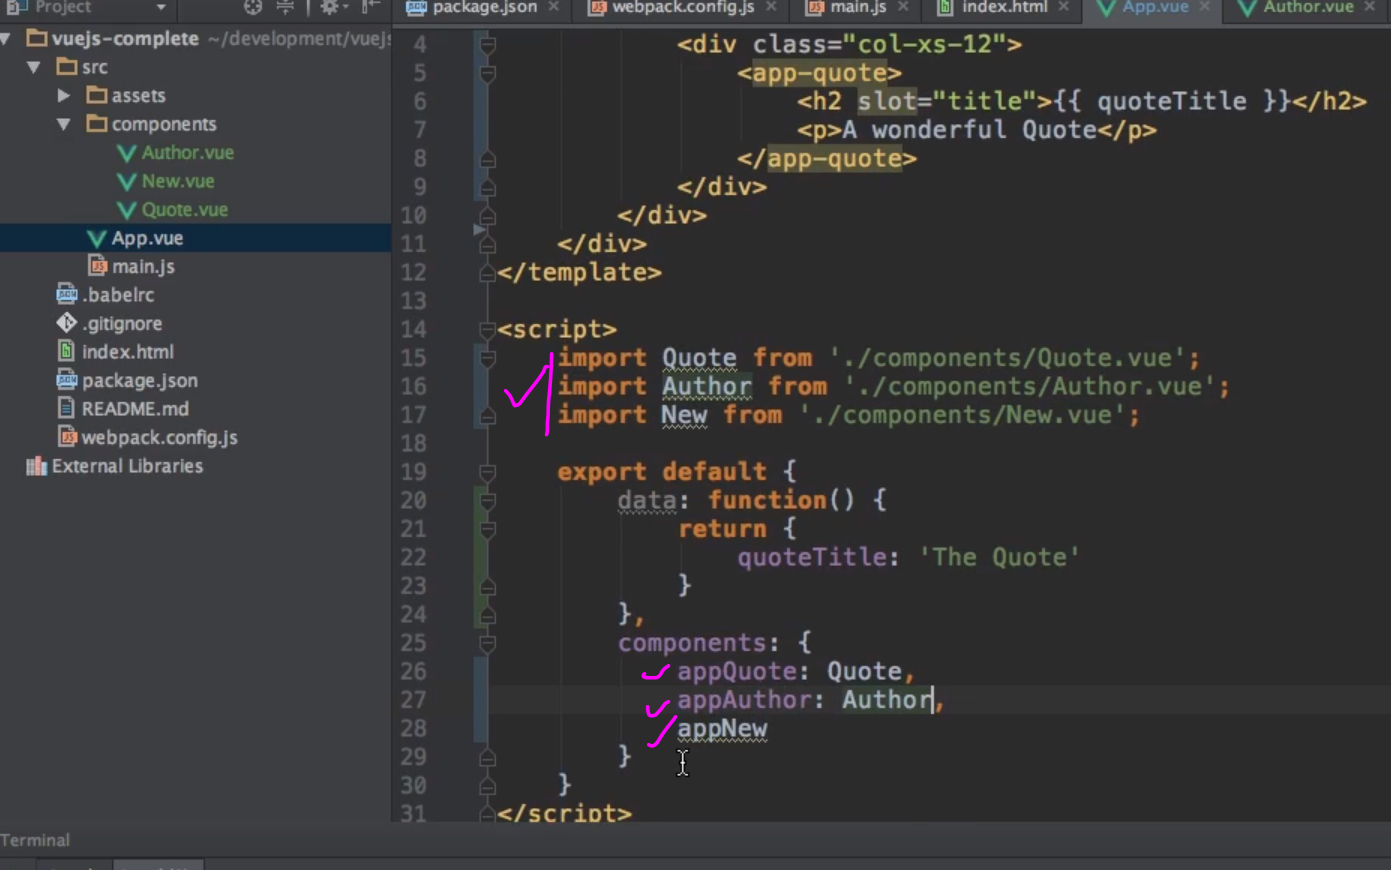 Project
package.json
webpack.config.js
main.js
index.html
App.vue
Author.vue
vuejs-complete ~/development/vuejs
src
assets
components
Author.vue
New.vue
Quote.vue
App.vue
main.js
.babelrc
.gitignore
index.html
package.json
README.md
webpack.config.js
External Libraries
4 <div class="col-xs-12">
5 <app-quote>
6 <h2 slot="title">{{ quoteTitle }}</h2>
7 <p>A wonderful Quote</p>
8 </app-quote>
9 </div>
10 </div>
11 </div>
12 </template>
13
14 <script>
15 import Quote from './components/Quote.vue';
16 import Author from './components/Author.vue';
17 import New from './components/New.vue';
18
19 export default {
20 data: function() {
21 return {
22 quoteTitle: 'The Quote'
23 }
24 },
25 components: {
26 appQuote: Quote,
27 appAuthor: Author,
28 appNew
29 }
30 }
31 </script>
Terminal